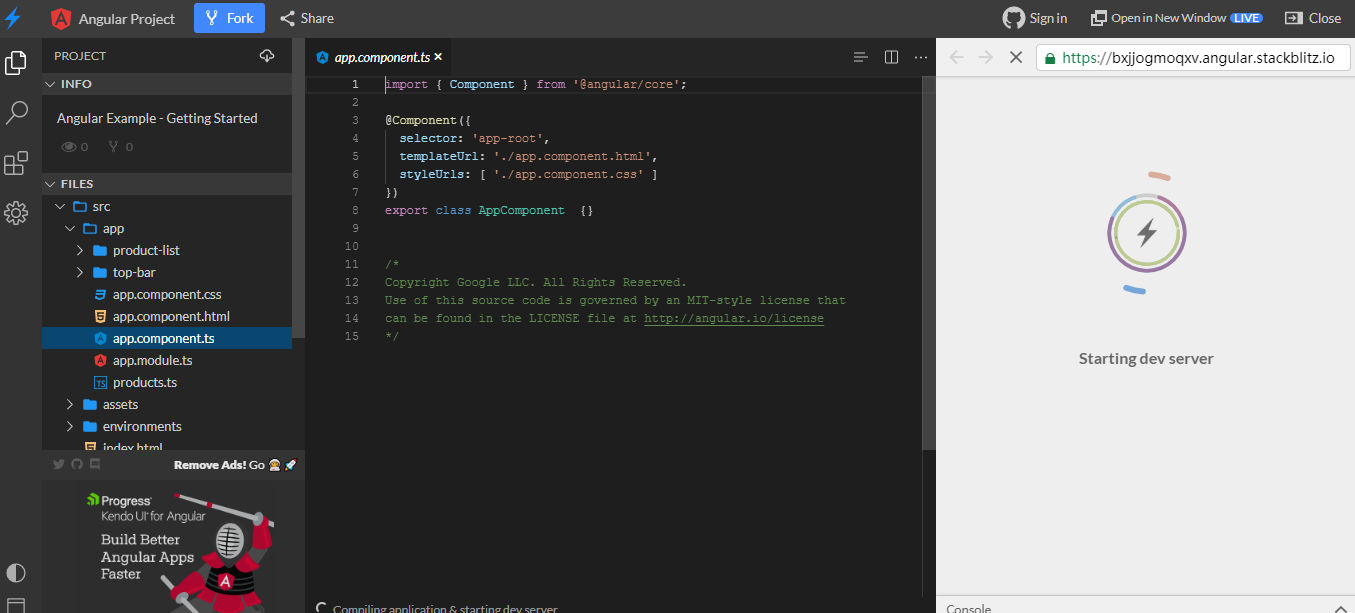 Angular Project
Fork
Share
Sign in
Open in New Window LIVE
Close
PROJECT
INFO
Angular Example - Getting Started
0
0
FILES
src
app
product-list
top-bar
app.component.css
app.component.html
app.component.ts
app.module.ts
products.ts
assets
environments
index.html
Remove Ads! Go
Progress
Kendo UI for Angular
Build Better
Angular Apps
Faster
app.component.ts
1 import { Component } from '@angular/core';
2
3 @Component({
4 selector: 'app-root',
5 templateUrl: './app.component.html',
6 styleUrls: [ './app.component.css' ]
7 })
8 export class AppComponent  {}
9
10
11 /*
12 Copyright Google LLC. All Rights Reserved.
13 Use of this source code is governed by an MIT-style license that
14 can be found in the LICENSE file at http://angular.io/license
15 */
Compiling application & starting dev server
https://bxjjogmoqxv.angular.stackblitz.io
Starting dev server
Console